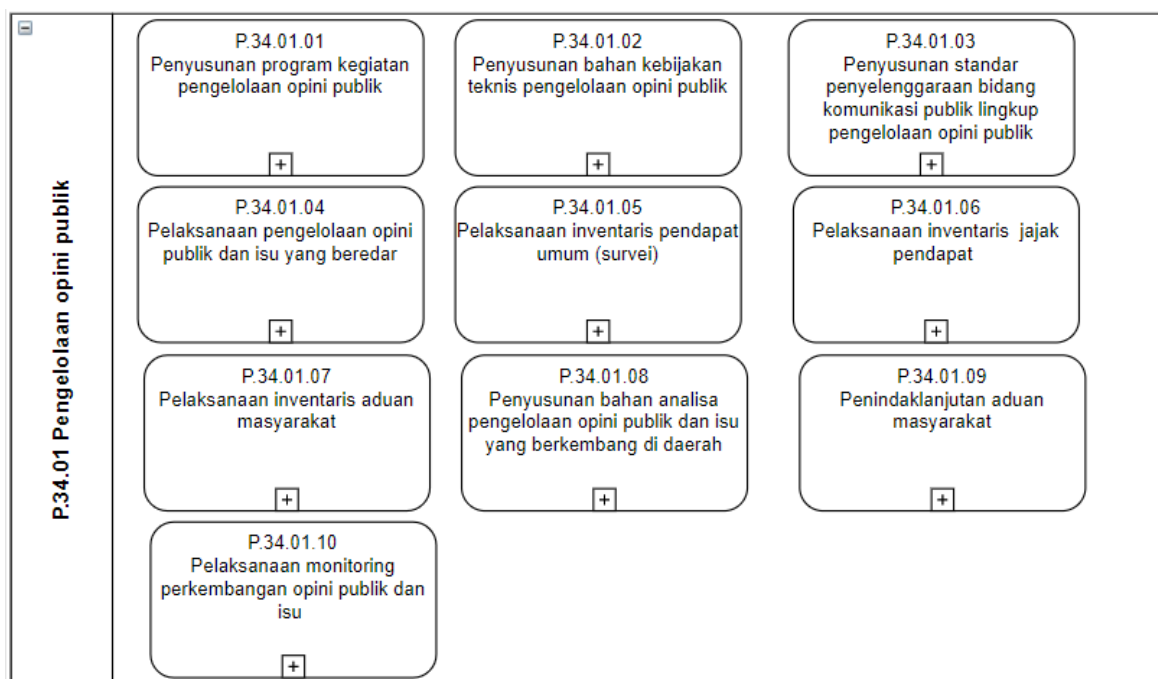 P.34.01 Pengelolaan opini publik
P.34.01.01
Penyusunan program kegiatan
pengelolaan opini publik
P.34.01.02
Penyusunan bahan kebijakan
teknis pengelolaan opini publik
P.34.01.03
Penyusunan standar
penyelenggaraan bidang
komunikasi publik lingkup
pengelolaan opini publik
P.34.01.04
Pelaksanaan pengelolaan opini
publik dan isu yang beredar
P.34.01.05
Pelaksanaan inventaris pendapat
umum (survei)
P.34.01.06
Pelaksanaan inventaris jajak
pendapat
P.34.01.07
Pelaksanaan inventaris aduan
masyarakat
P.34.01.08
Penyusunan bahan analisa
pengelolaan opini publik dan isu
yang berkembang di daerah
P.34.01.09
Penindaklanjutan aduan
masyarakat
P.34.01.10
Pelaksanaan monitoring
perkembangan opini publik dan
isu